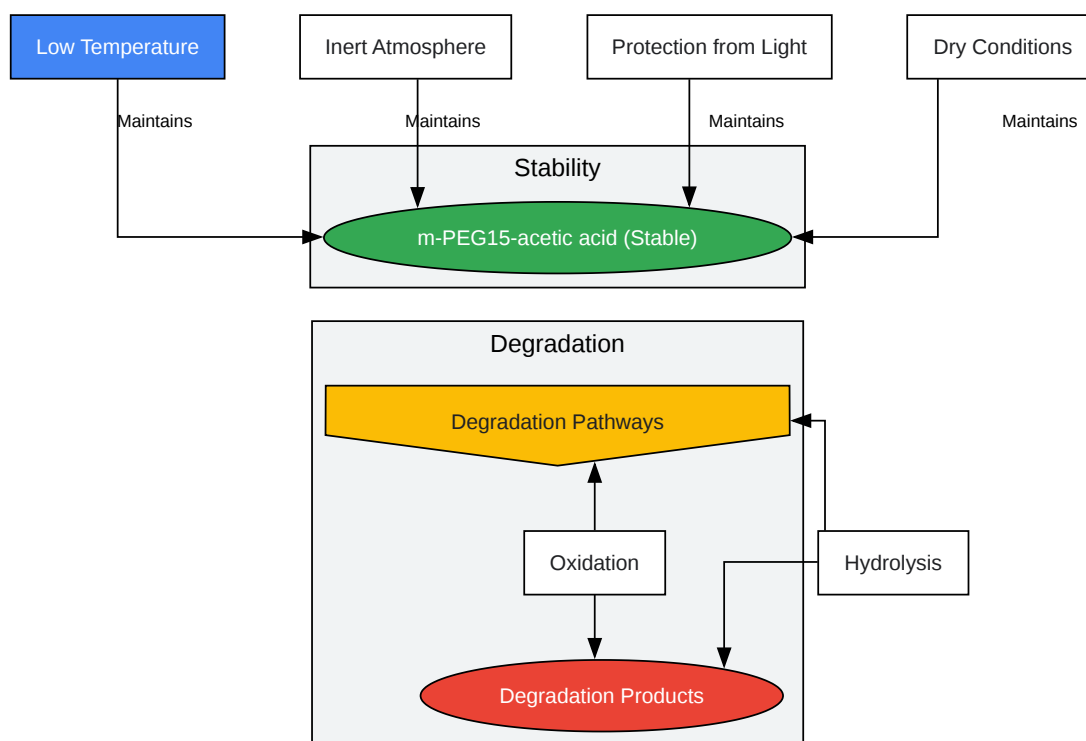 Low Temperature
Inert Atmosphere
Protection from Light
Dry Conditions
Maintains
Maintains
Maintains
Maintains
Stability
m-PEG15-acetic acid (Stable)
Degradation
Degradation Pathways
Oxidation
Hydrolysis
Degradation Products